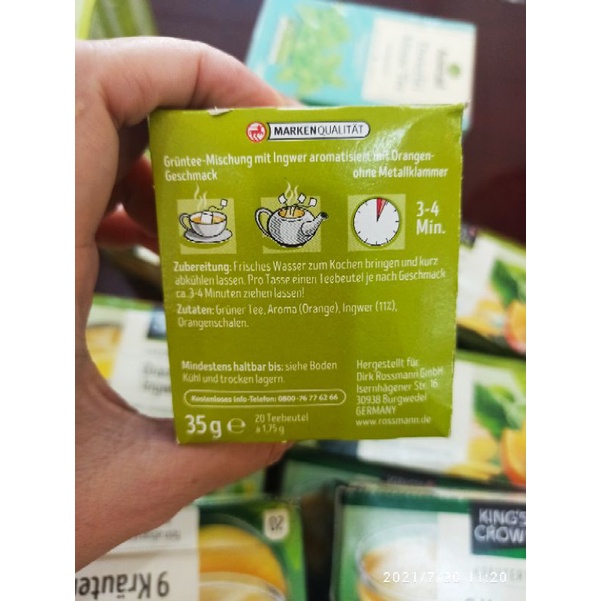 MARKENQUALITÄT
Grüntee-Mischung mit Ingwer aromatisiert mit Orangen-
Geschmack
ohne Metallklammer
3-4
Min.
Zubereitung: Frisches Wasser zum Kochen bringen und kurz
abkühlen lassen. Pro Tasse einen Teebeutel je nach Geschmack
ca. 3-4 Minuten ziehen lassen!
Zutaten: Grüner Tee, Aroma (Orange), Ingwer (11%),
Orangenschalen.
Mindestens haltbar bis: siehe Boden
Kühl und trocken lagern.
Kostenloses Info-Telefon: 0800-76 77 62 66
35 g e
20 Teebeutel
à 1,75 g
Hergestellt für
Dirk Rossmann GmbH
Isernhägener Str. 16
30938 Burgwedel
GERMANY
www.rossmann.de
KING'S
CROWN
9 Kräuter
20
2021/7/30 11:20